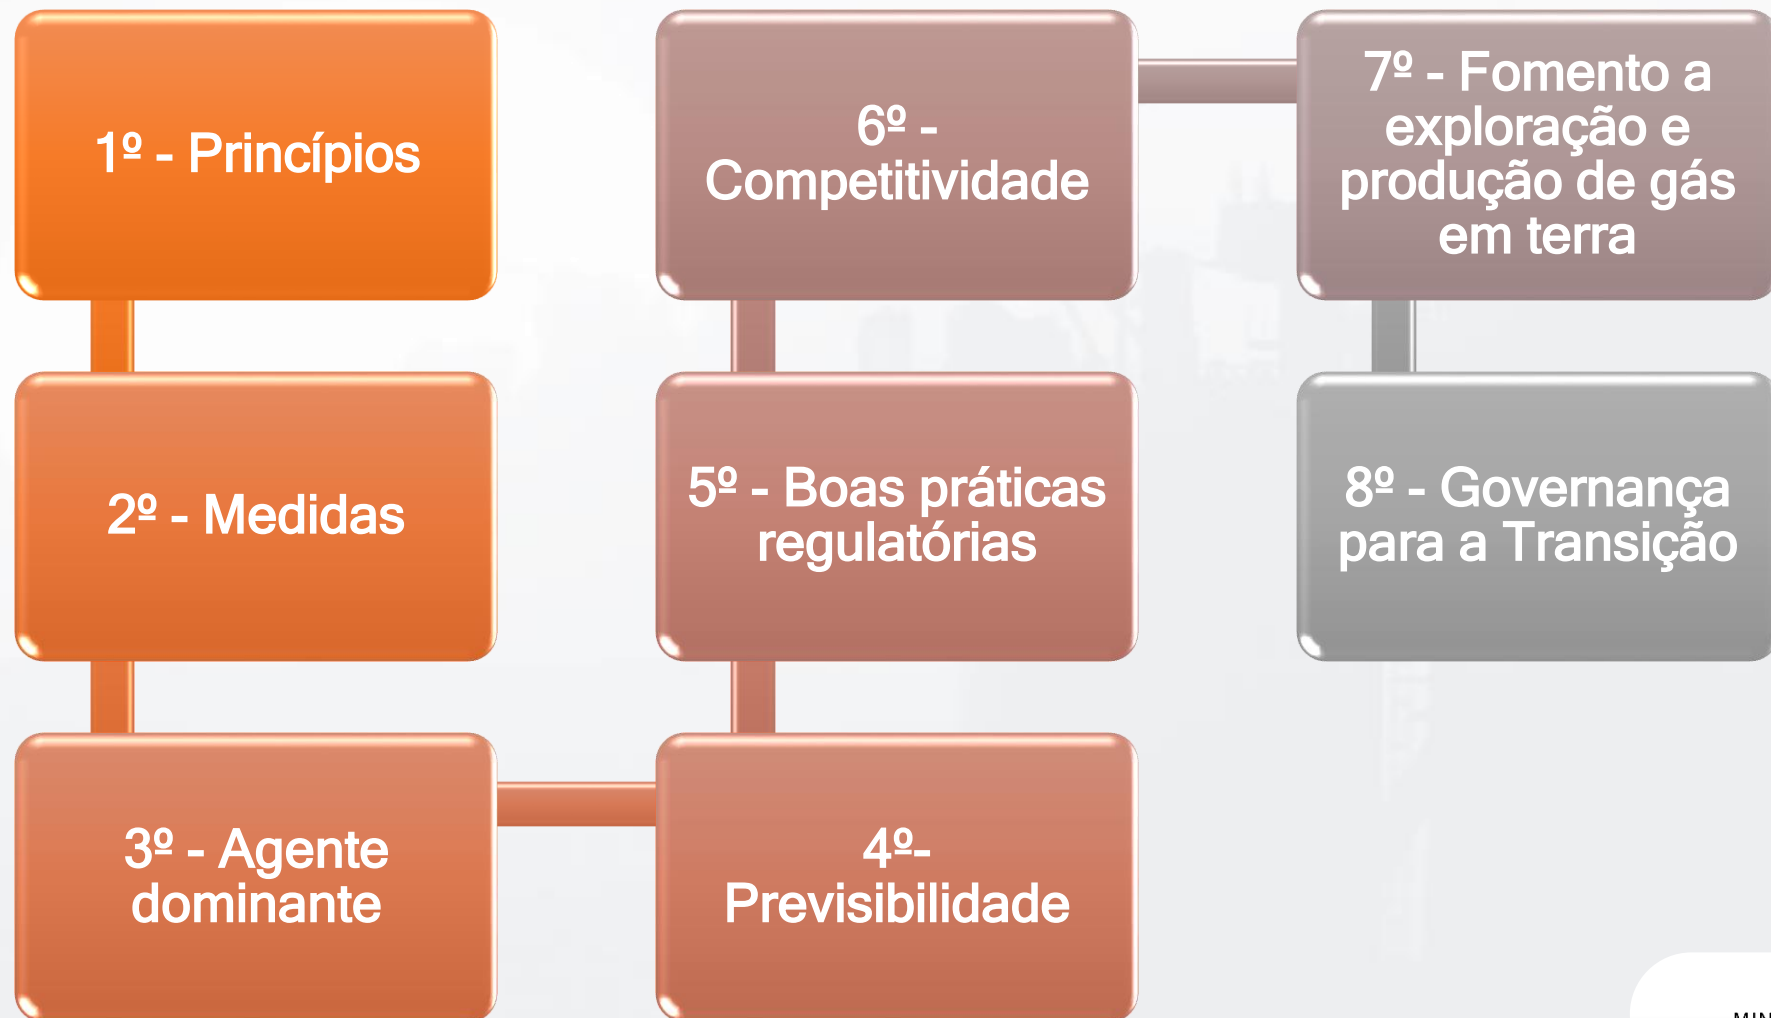 1º - Princípios
2º - Medidas
3º - Agente
dominante
4º-
Previsibilidade
5º - Boas práticas
regulatórias
6º -
Competitividade
7º - Fomento a
exploração e
produção de gás
em terra
8º - Governança
para a Transição